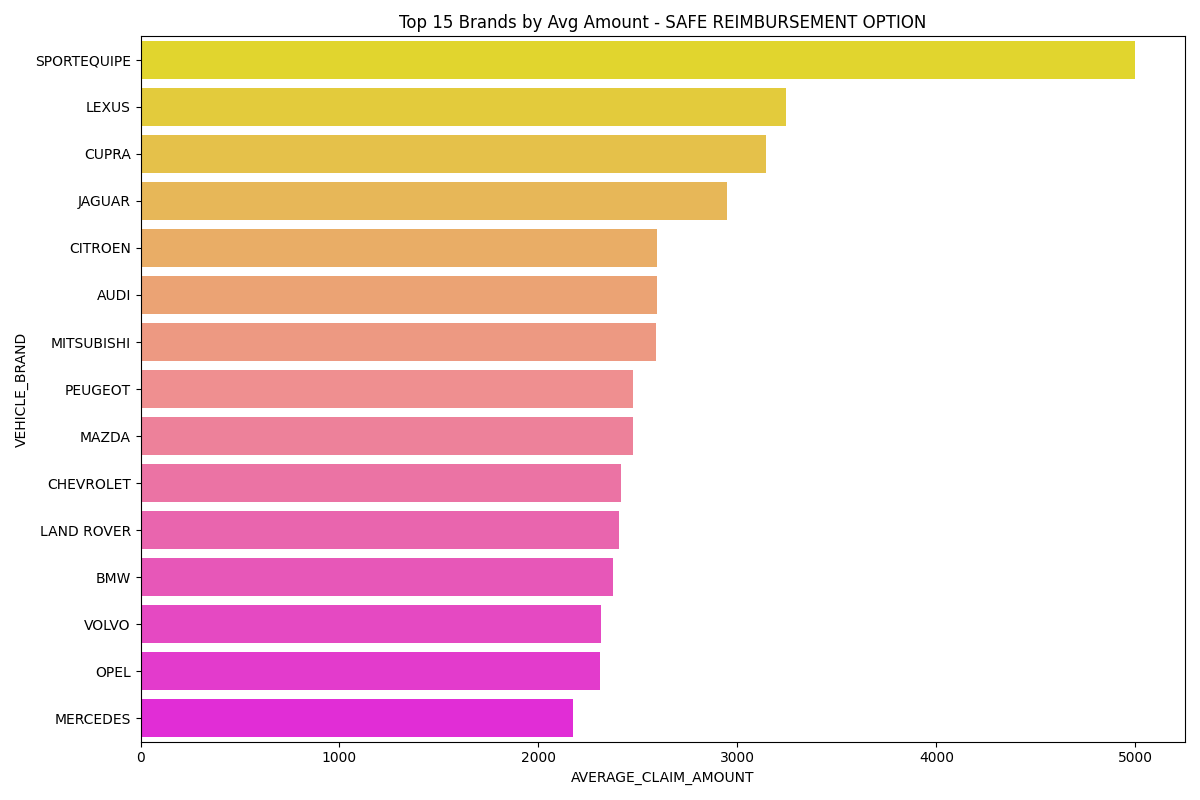 Top 15 Brands by Avg Amount - SAFE REIMBURSEMENT OPTION
SPORTEQUIPE
LEXUS
CUPRA
JAGUAR
CITROEN
AUDI
MITSUBISHI
PEUGEOT
MAZDA
CHEVROLET
LAND ROVER
BMW
VOLVO
OPEL
MERCEDES
VEHICLE_BRAND
0 1000 2000 3000 4000 5000
AVERAGE_CLAIM_AMOUNT